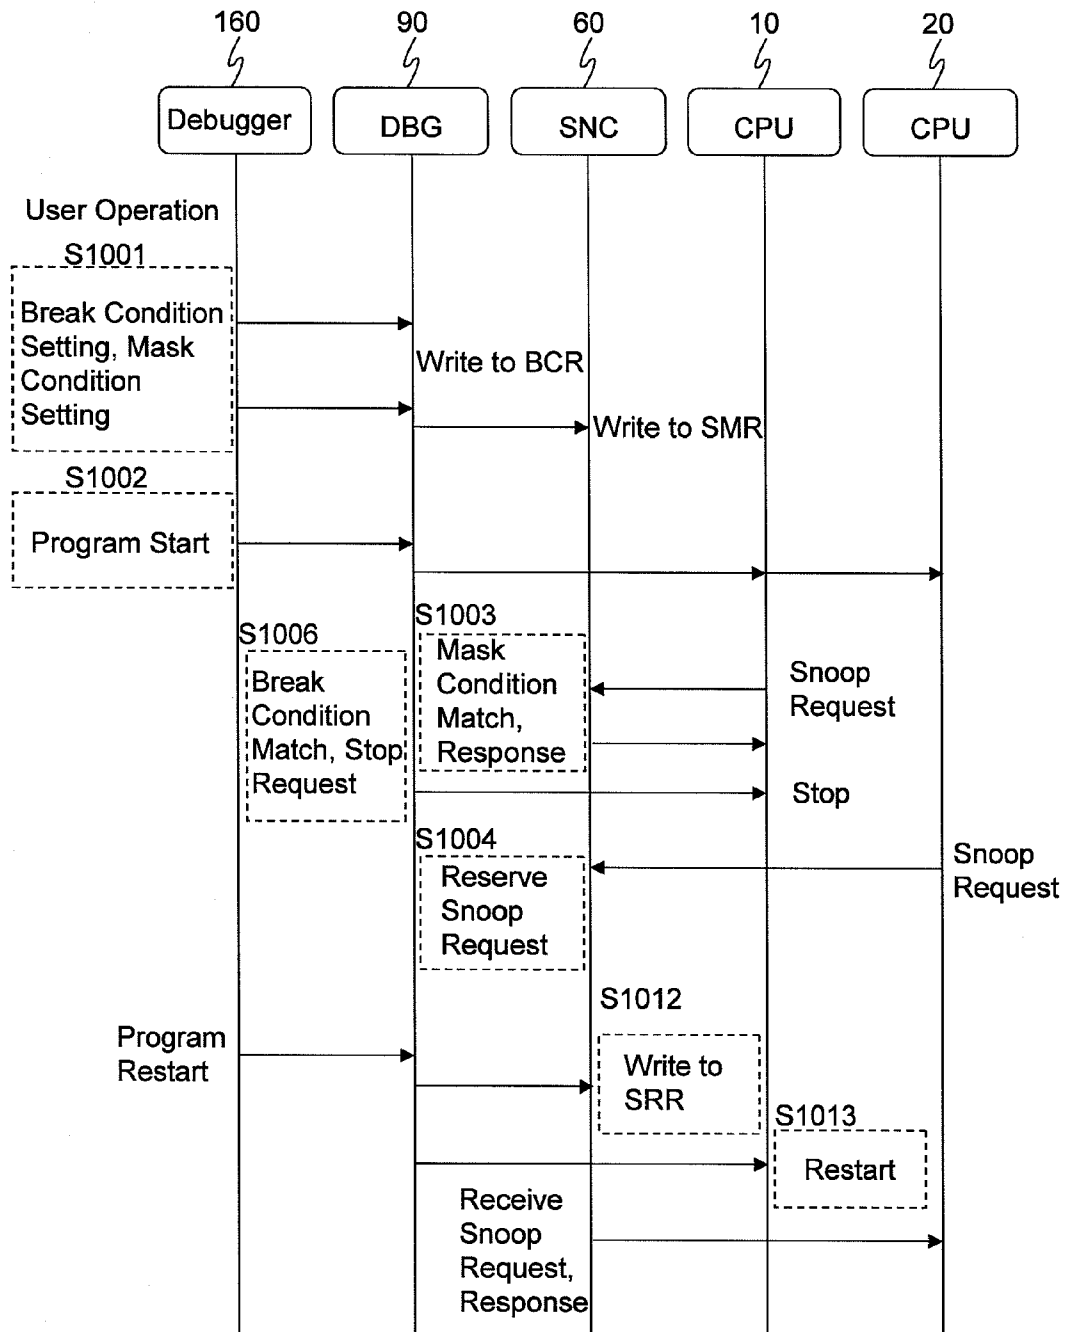 160
90
60
10
20
Debugger
DBG
SNC
CPU
CPU
User Operation
S1001
Break Condition
Setting, Mask
Condition
Setting
Write to BCR
Write to SMR
S1002
Program Start
S1003
Mask
Condition
Match,
Response
S1006
Break
Condition
Match, Stop
Request
Snoop
Request
Stop
S1004
Reserve
Snoop
Request
Snoop
Request
S1012
Write to
SRR
Program
Restart
S1013
Restart
Receive
Snoop
Request,
Response